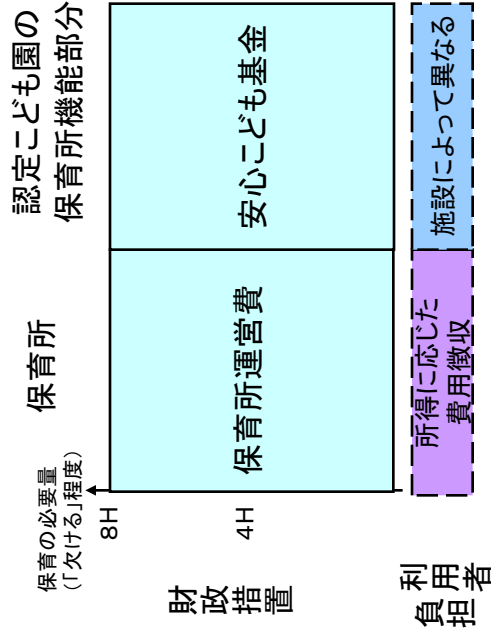 保育の必要量
(「欠ける」程度)
保育所
認定こども園の
保育所機能部分
8H
4H
財政
措置
保育所運営費
安心こども基金
利用者
負担
所得に応じた
費用徴収
施設によって異なる